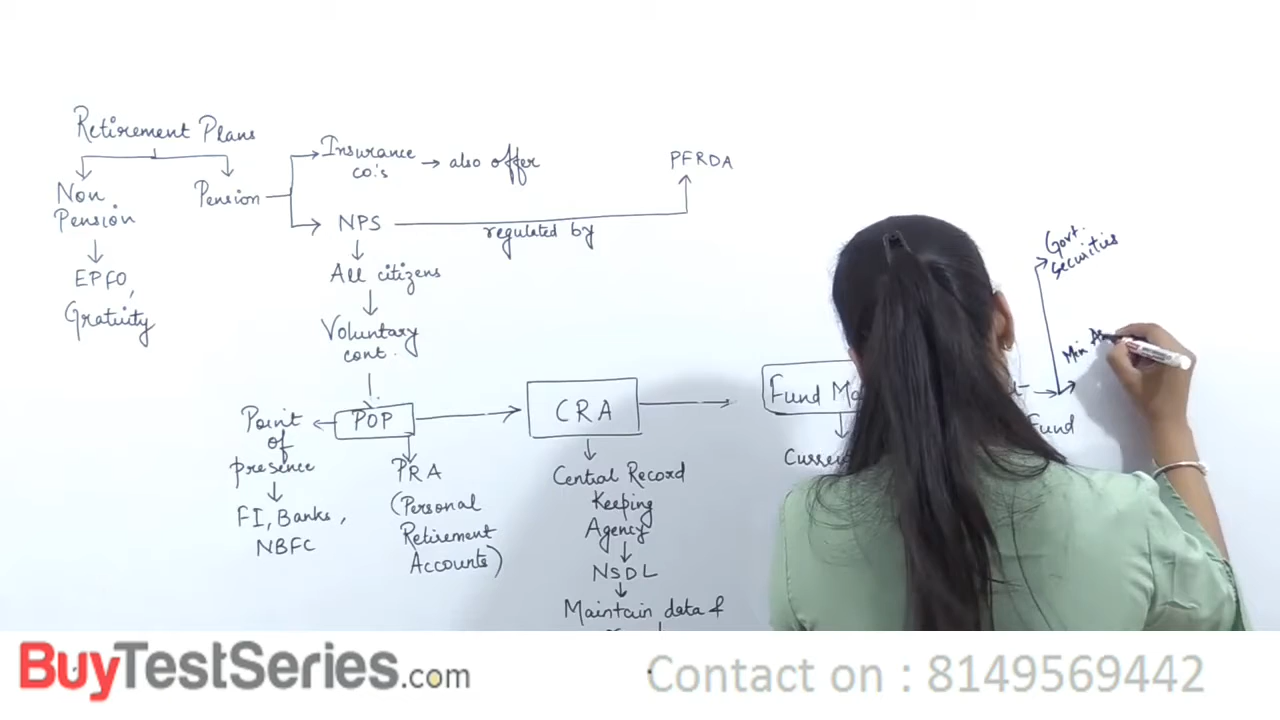 Retirement Plans
Non
Pension
EPFO,
Gratuity
Pension
Insurance
co's
also offer
NPS
regulated by
PFRDA
All citizens
Voluntary
cont.
POP
Point
of
presence
FI, Banks,
NBFC
PRA
(Personal
Retirement
Accounts)
CRA
Central Record
Keeping
Agency
NSDL
Maintain data &
Fund Ma
Fund
Govt.
Securities
Min
BuyTestSeries.com
Contact on : 8149569442